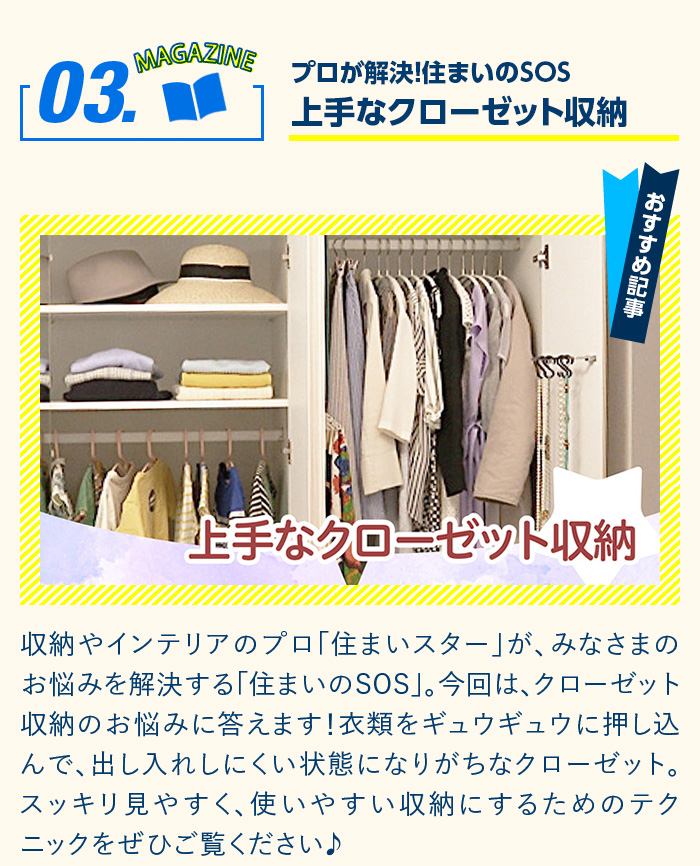 03.
MAGAZINE
プロが解決!住まいのSOS
上手なクローゼット収納
おすすめ記事
上手なクローゼット収納
収納やインテリアのプロ「住まいスター」が、みなさまの
お悩みを解決する「住まいのSOS」。今回は、クローゼット
収納のお悩みに答えます！衣類をギュウギュウに押し込
んで、出し入れしにくい状態になりがちなクローゼット。
スッキリ見やすく、使いやすい収納にするためのテク
ニックをぜひご覧ください♪